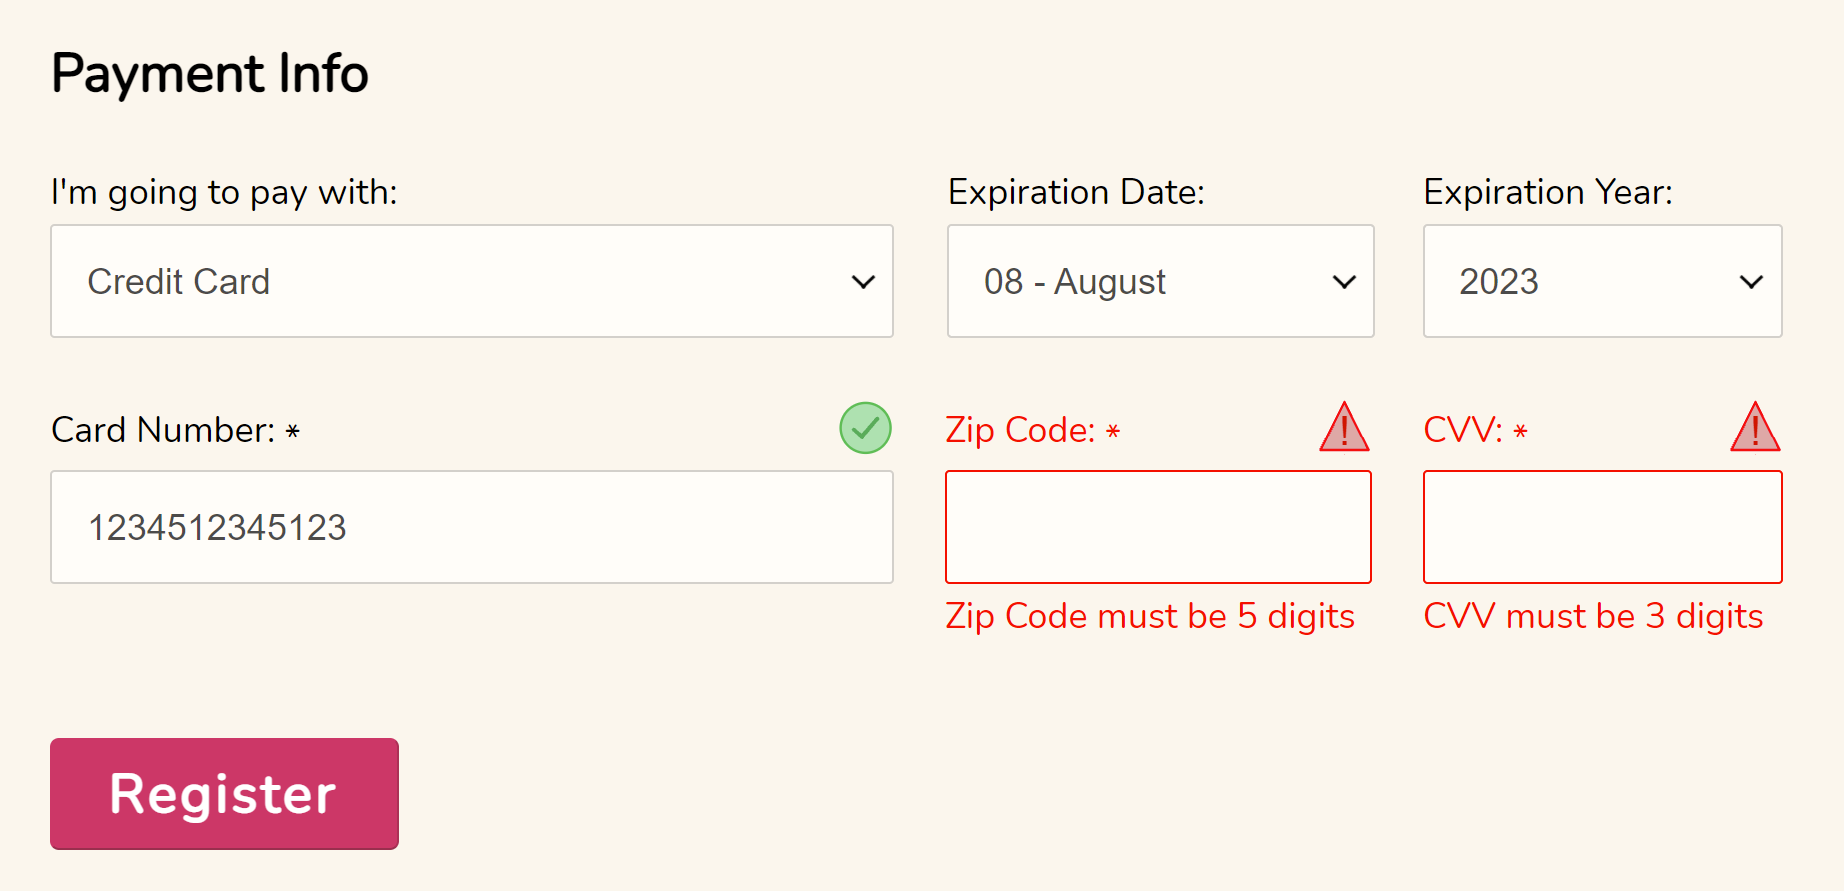 Payment Info
I'm going to pay with:
Credit Card
Expiration Date:
08 - August
Expiration Year:
2023
Card Number: *
1234512345123
Zip Code: *
Zip Code must be 5 digits
CVV: *
CVV must be 3 digits
Register